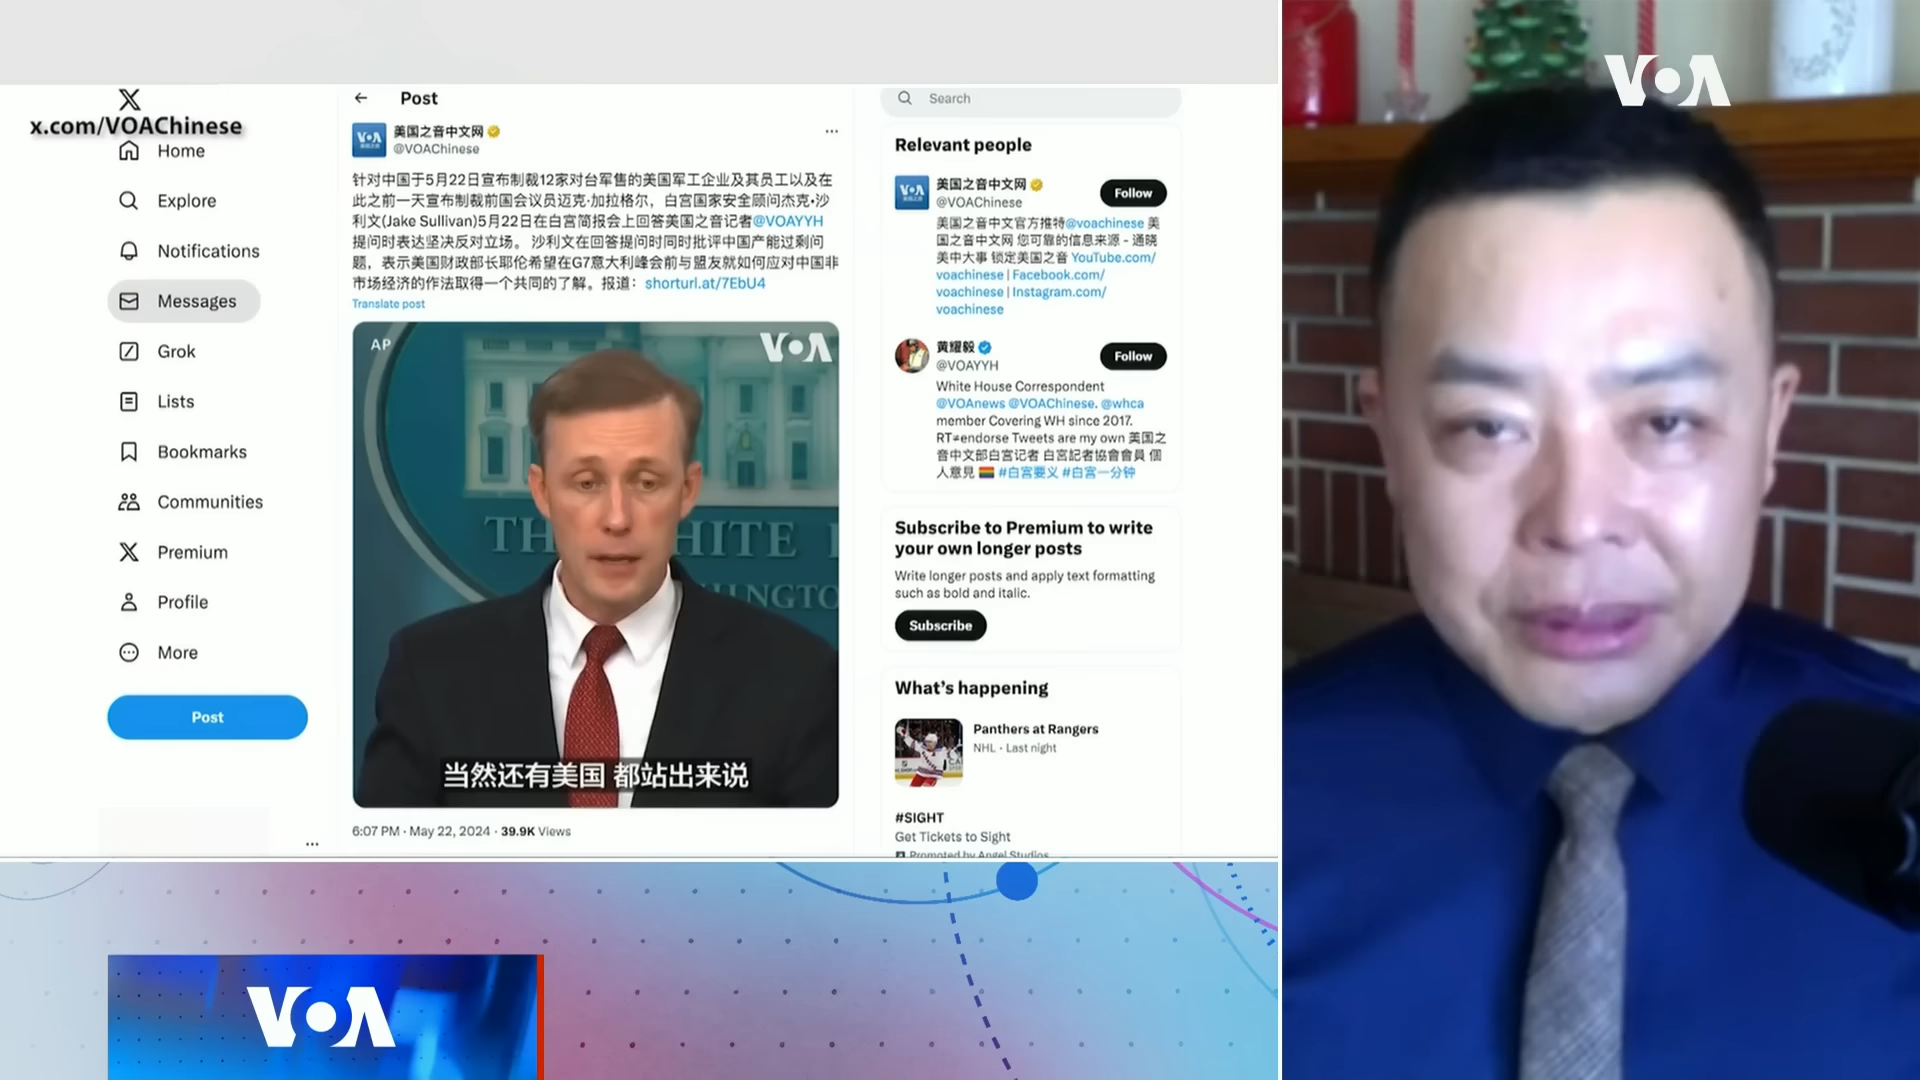 x.com/VOAChinese
Home
Explore
Notifications
Messages
Grok
Lists
Bookmarks
Communities
Premium
Profile
More
Post
Post
美国之音中文网
@VOAChinese
针对中国于5月22日宣布制裁12家对台军售的美国军工企业及其员工以及在
此之前一天宣布制裁前国会议员迈克·加拉格尔，白宫国家安全顾问杰克·沙
利文(Jake Sullivan)5月22日在白宫简报会上回答美国之音记者@VOAYYH
提问时表达坚决反对立场。 沙利文在回答提问时同时批评中国产能过剩问
题，表示美国财政部长耶伦希望在G7意大利峰会前与盟友就如何应对中国非
市场经济的作法取得一个共同的了解。报道：shorturl.at/7EbU4
Translate post
AP
VOA
THE WHITE
当然还有美国 都站出来说
6:07 PM · May 22, 2024 · 39.9K Views
Search
Relevant people
美国之音中文网
@VOAChinese
Follow
美国之音中文官方推特@voachinese 美
国之音中文网 您可靠的信息来源 - 通晓
美中大事 锁定美国之音 YouTube.com/
voachinese | Facebook.com/
voachinese | Instagram.com/
voachinese
黄耀毅
@VOAYYH
Follow
White House Correspondent
@VOAnews @VOAChinese. @whca
member Covering WH since 2017.
RT≠endorse Tweets are my own 美国之
音中文部白宫记者 白宮記者協會會員 個
人意見 #白宫要义 #白宫一分钟
Subscribe to Premium to write
your own longer posts
Write longer posts and apply text formatting
such as bold and italic.
Subscribe
What's happening
Panthers at Rangers
NHL · Last night
#SIGHT
Get Tickets to Sight
Promoted by Angel Studios
VOA
VOA